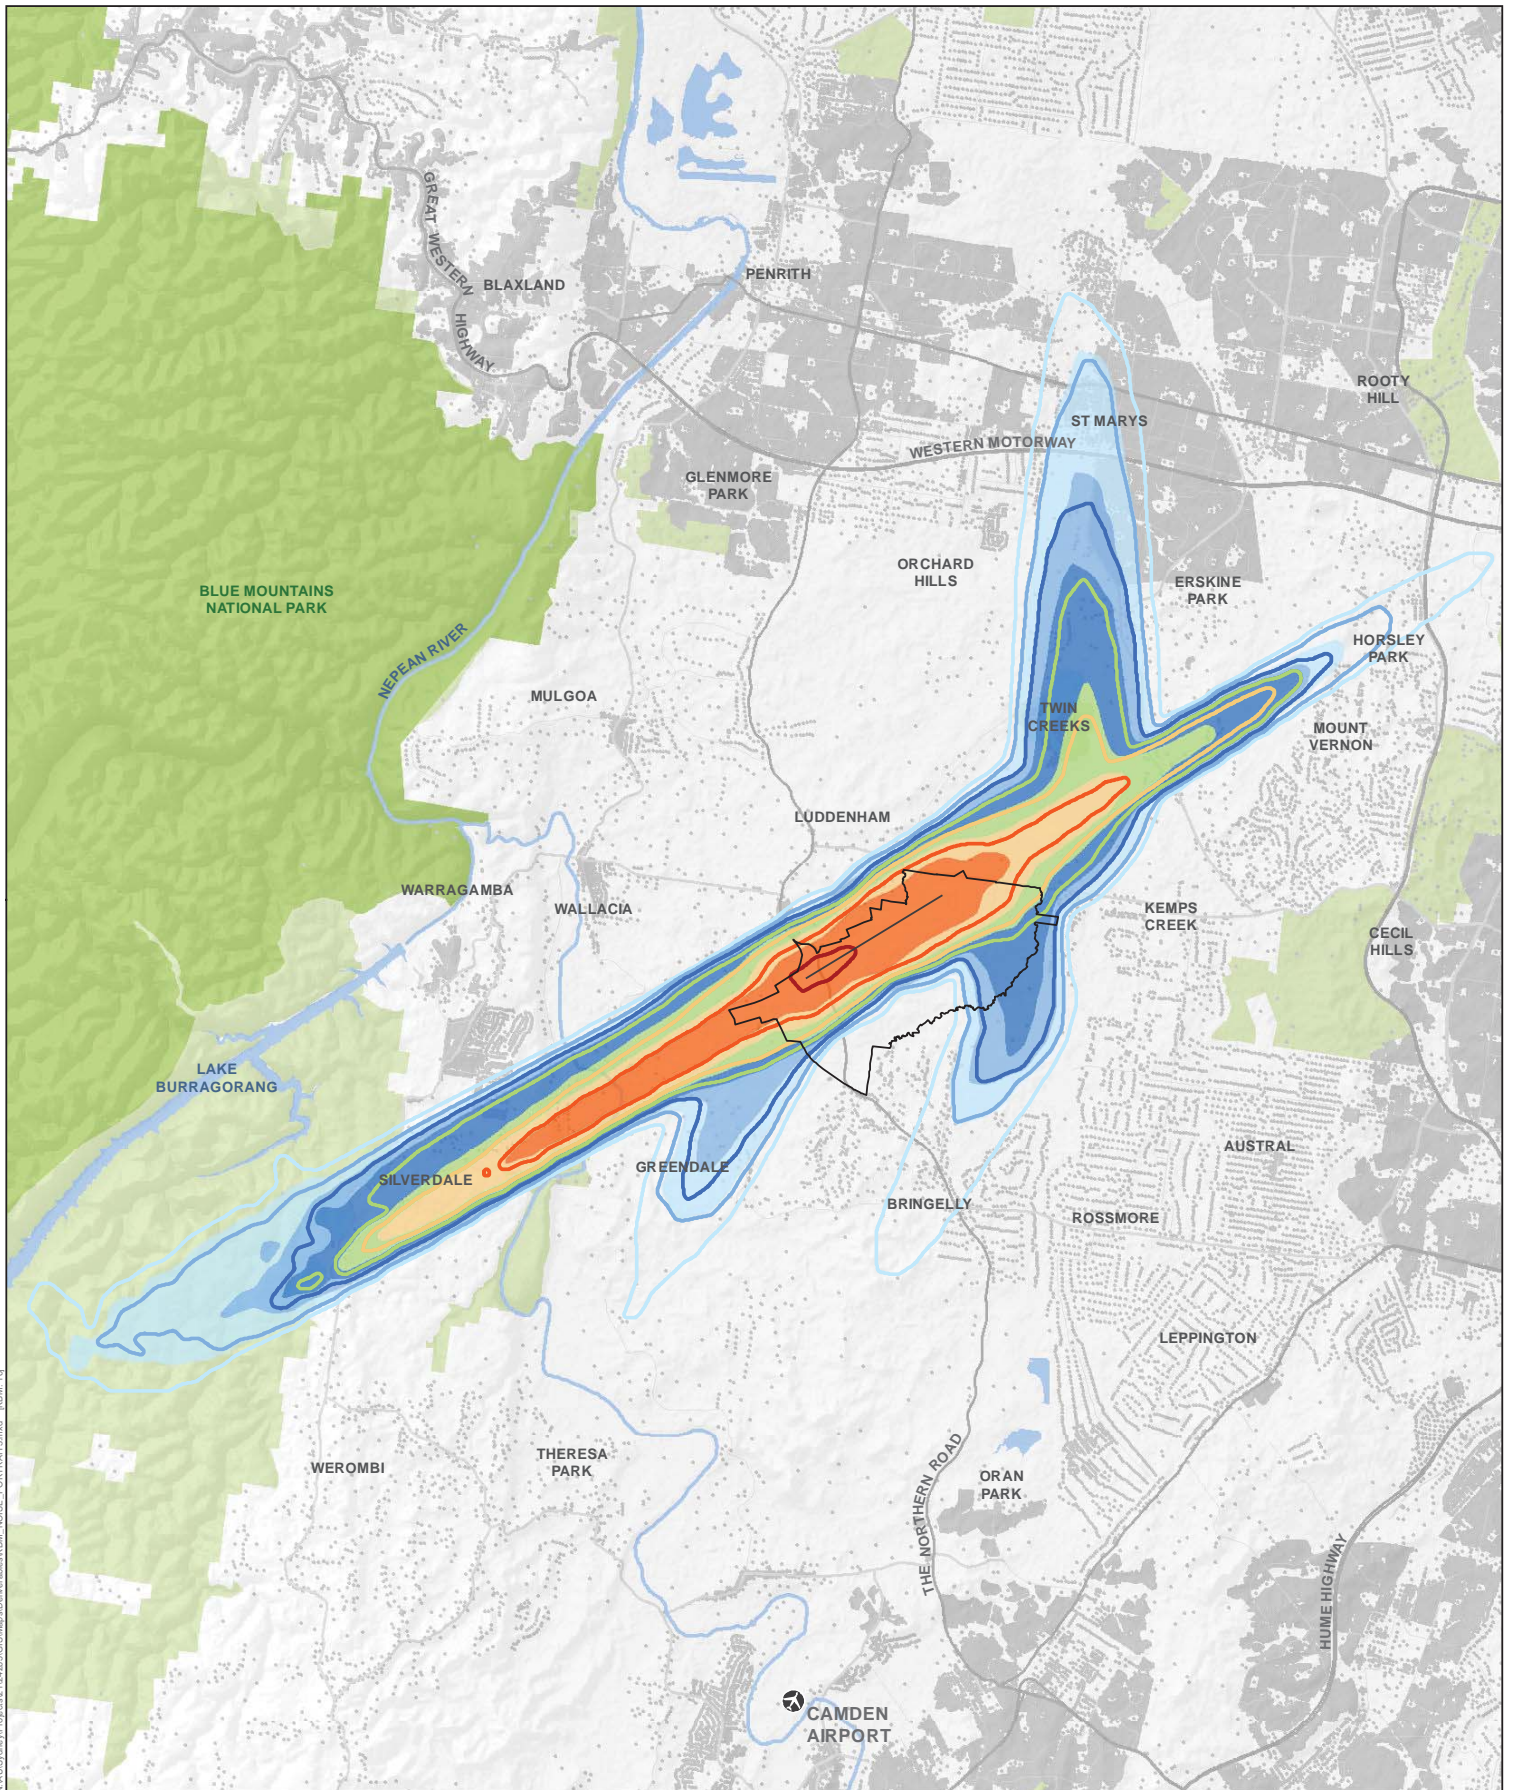 GREAT WESTERN HIGHWAY
BLAXLAND
PENRITH
ROOTY
HILL
ST MARYS
WESTERN MOTORWAY
GLENMORE
PARK
ORCHARD
HILLS
ERSKINE
PARK
BLUE MOUNTAINS
NATIONAL PARK
NEPEAN RIVER
HORSLEY
PARK
MULGOA
TWIN
CREEKS
MOUNT
VERNON
LUDDENHAM
WARRAGAMBA
WALLACIA
KEMPS
CREEK
CECIL
HILLS
LAKE
BURRAGORANG
AUSTRAL
GREENDALE
SILVERDALE
BRINGELLY
ROSSMORE
LEPPINGTON
THERESA
PARK
WEROMBI
ORAN
PARK
THE NORTHERN ROAD
HUME HIGHWAY
CAMDEN
AIRPORT